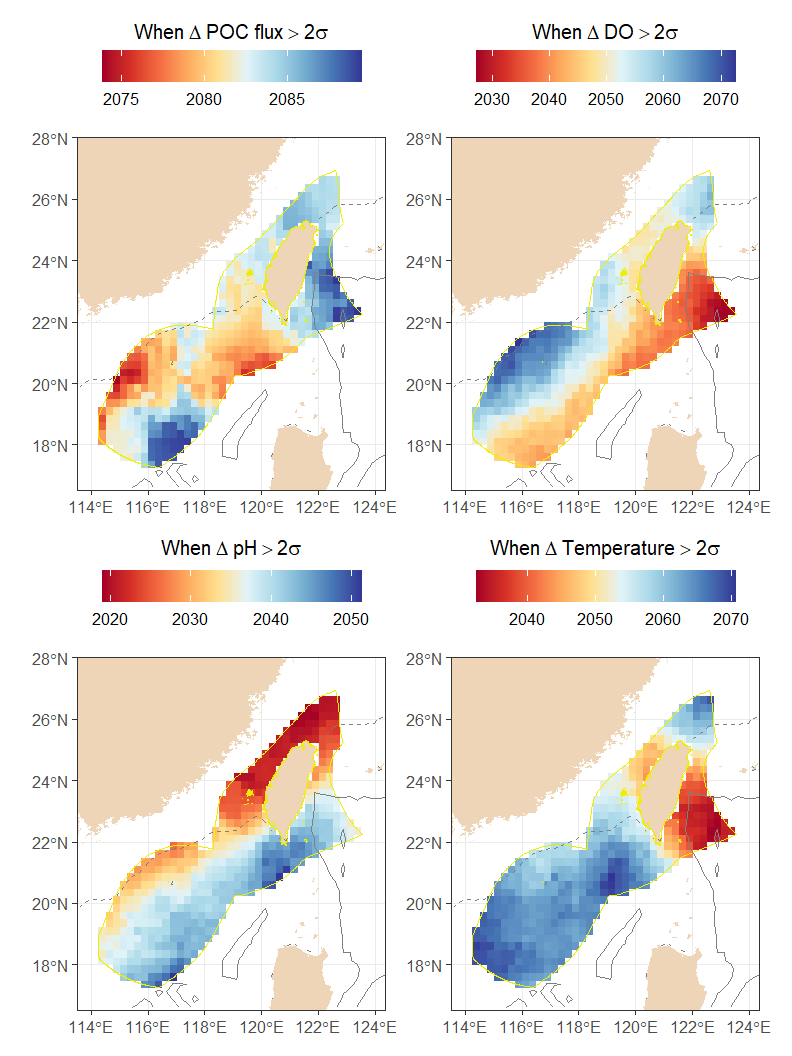 When Δ POC flux > 2σ
2075 2080 2085
When Δ DO > 2σ
2030 2040 2050 2060 2070
28°N
26°N
24°N
22°N
20°N
18°N
114°E 116°E 118°E 120°E 122°E 124°E
28°N
26°N
24°N
22°N
20°N
18°N
114°E 116°E 118°E 120°E 122°E 124°E
When Δ pH > 2σ
2020 2030 2040 2050
When Δ Temperature > 2σ
2040 2050 2060 2070
28°N
26°N
24°N
22°N
20°N
18°N
114°E 116°E 118°E 120°E 122°E 124°E
28°N
26°N
24°N
22°N
20°N
18°N
114°E 116°E 118°E 120°E 122°E 124°E